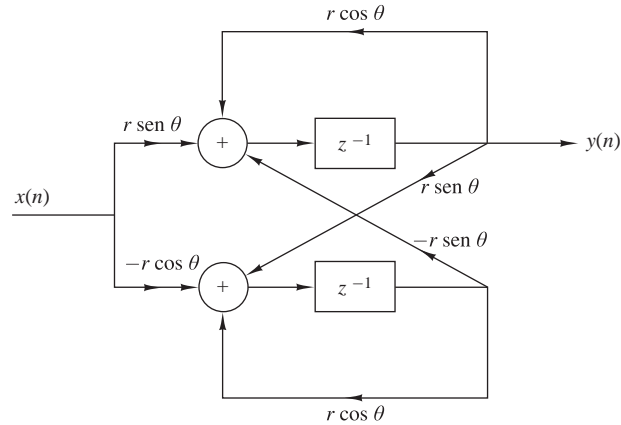 r cos θ
r sen θ
+
z⁻¹
y(n)
r sen θ
x(n)
−r sen θ
−r cos θ
+
z⁻¹
r cos θ